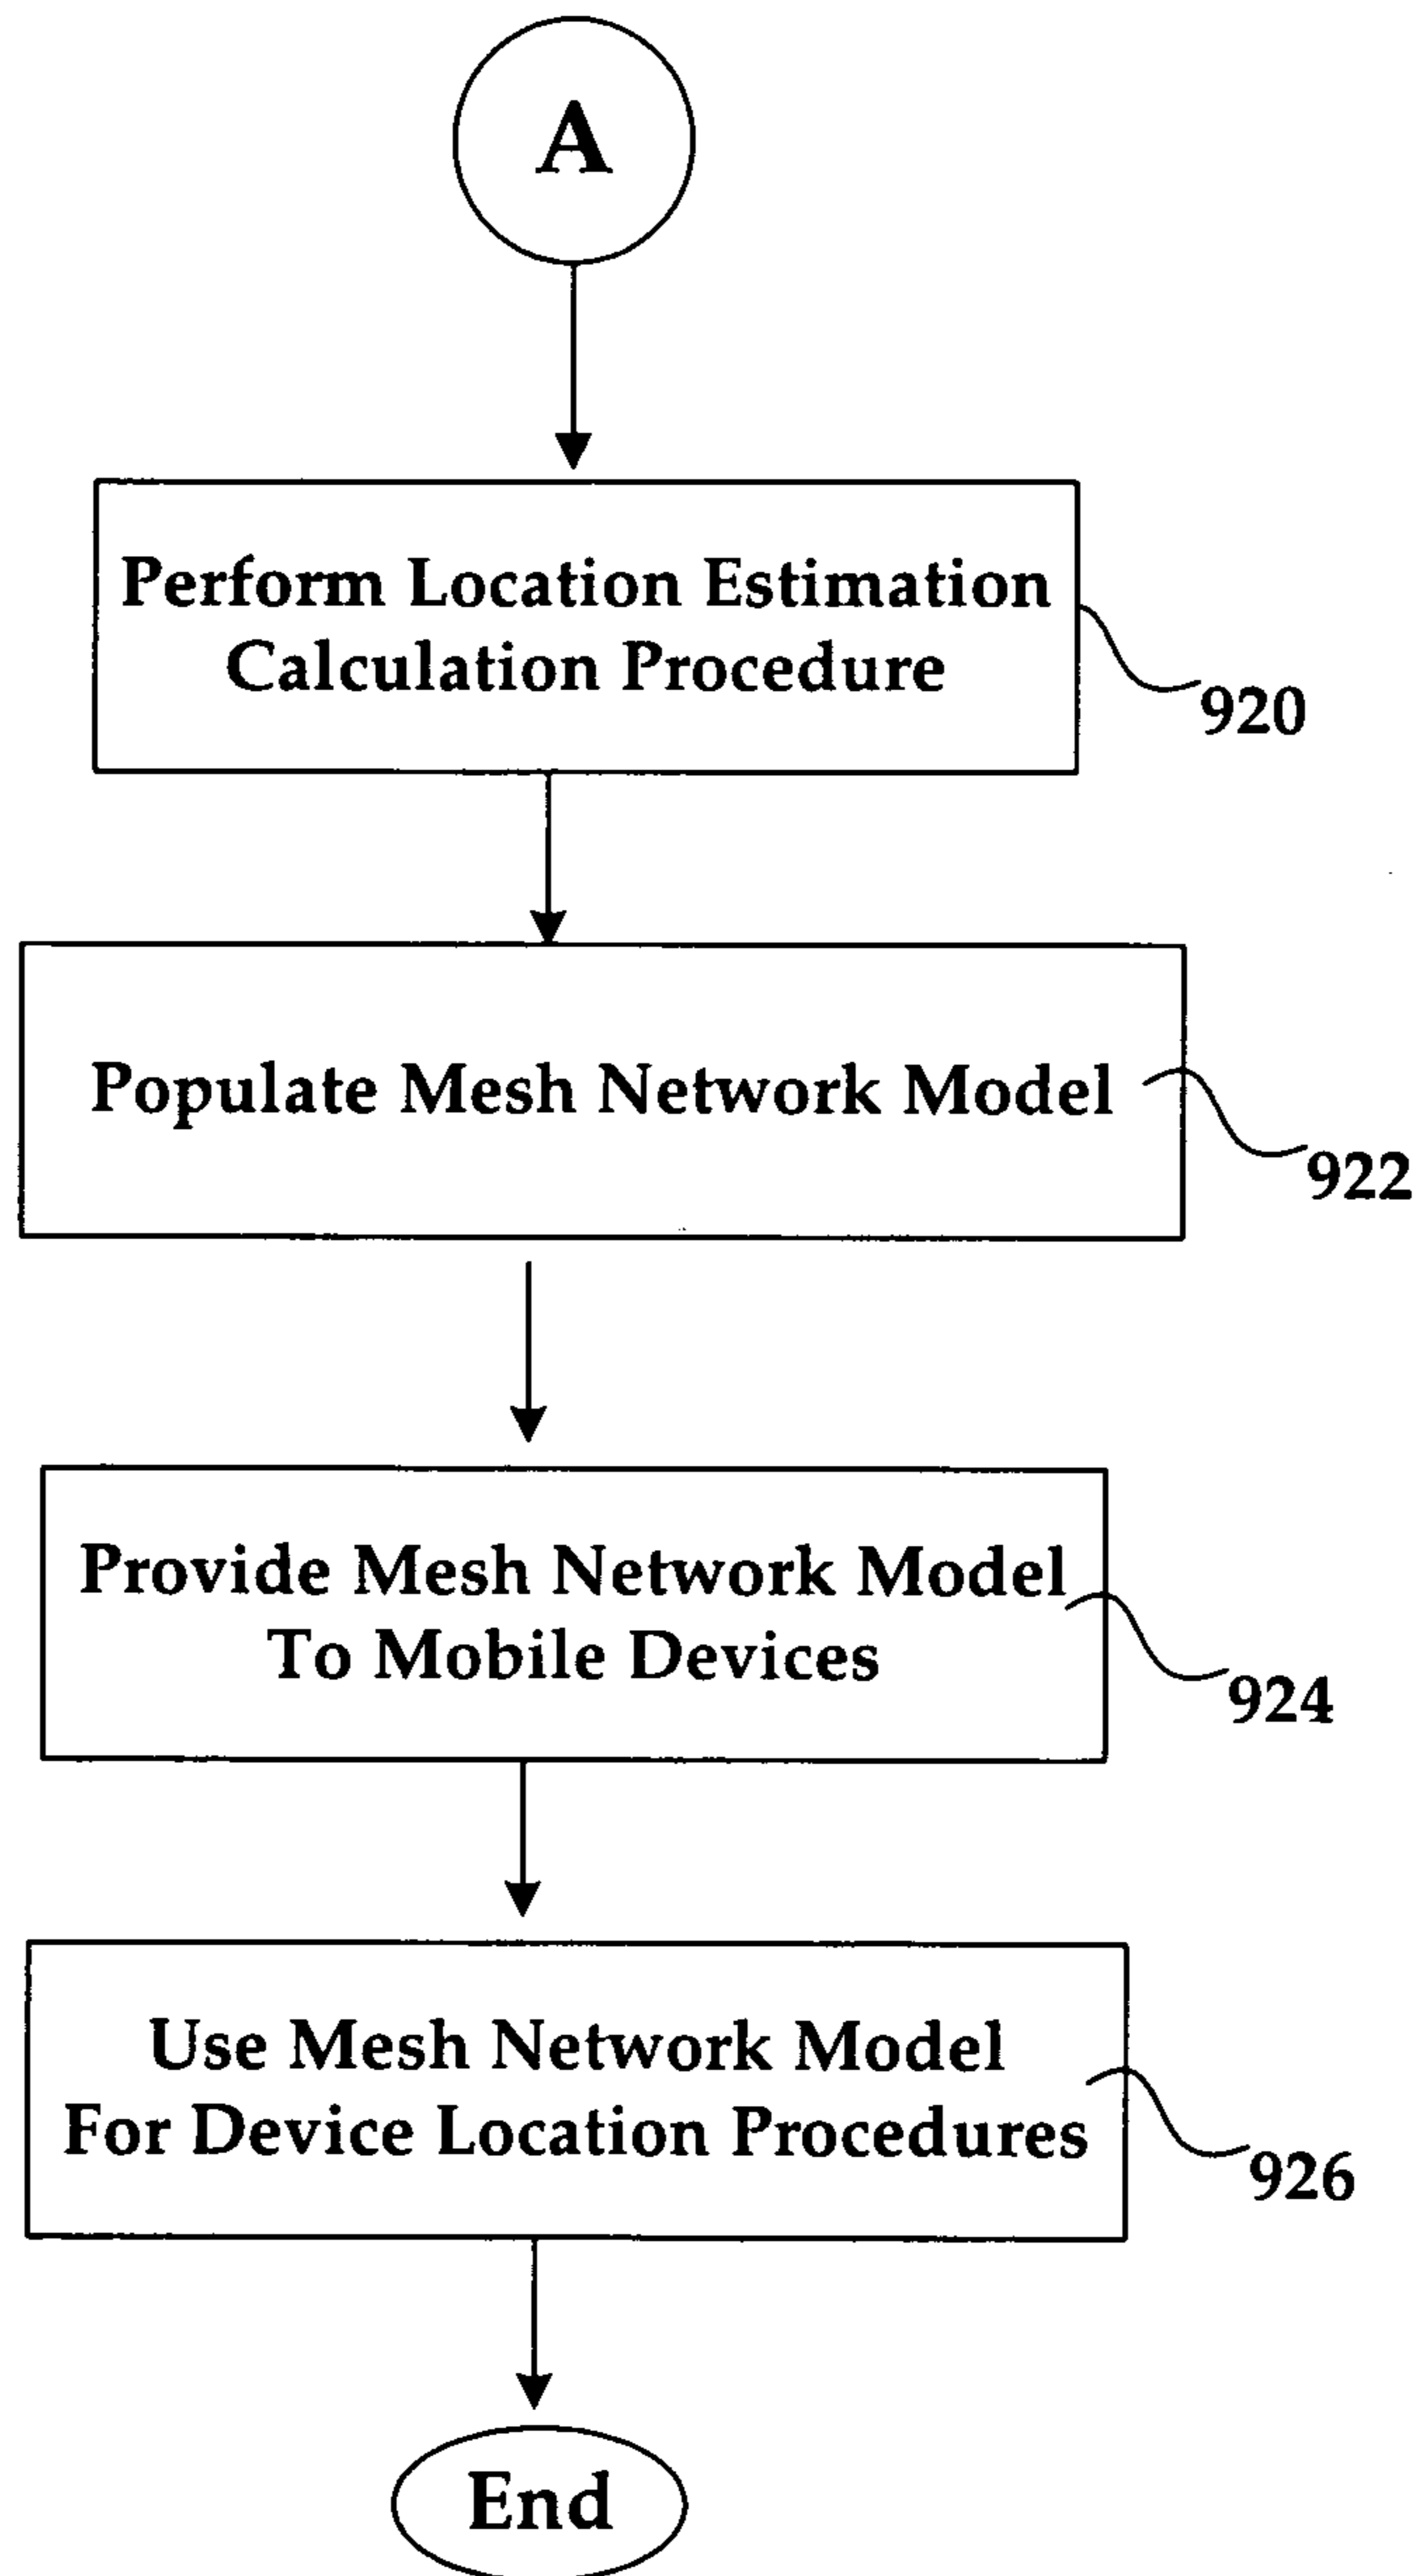 A
Perform Location Estimation
Calculation Procedure
920
Populate Mesh Network Model
922
Provide Mesh Network Model
To Mobile Devices
924
Use Mesh Network Model
For Device Location Procedures
926
End